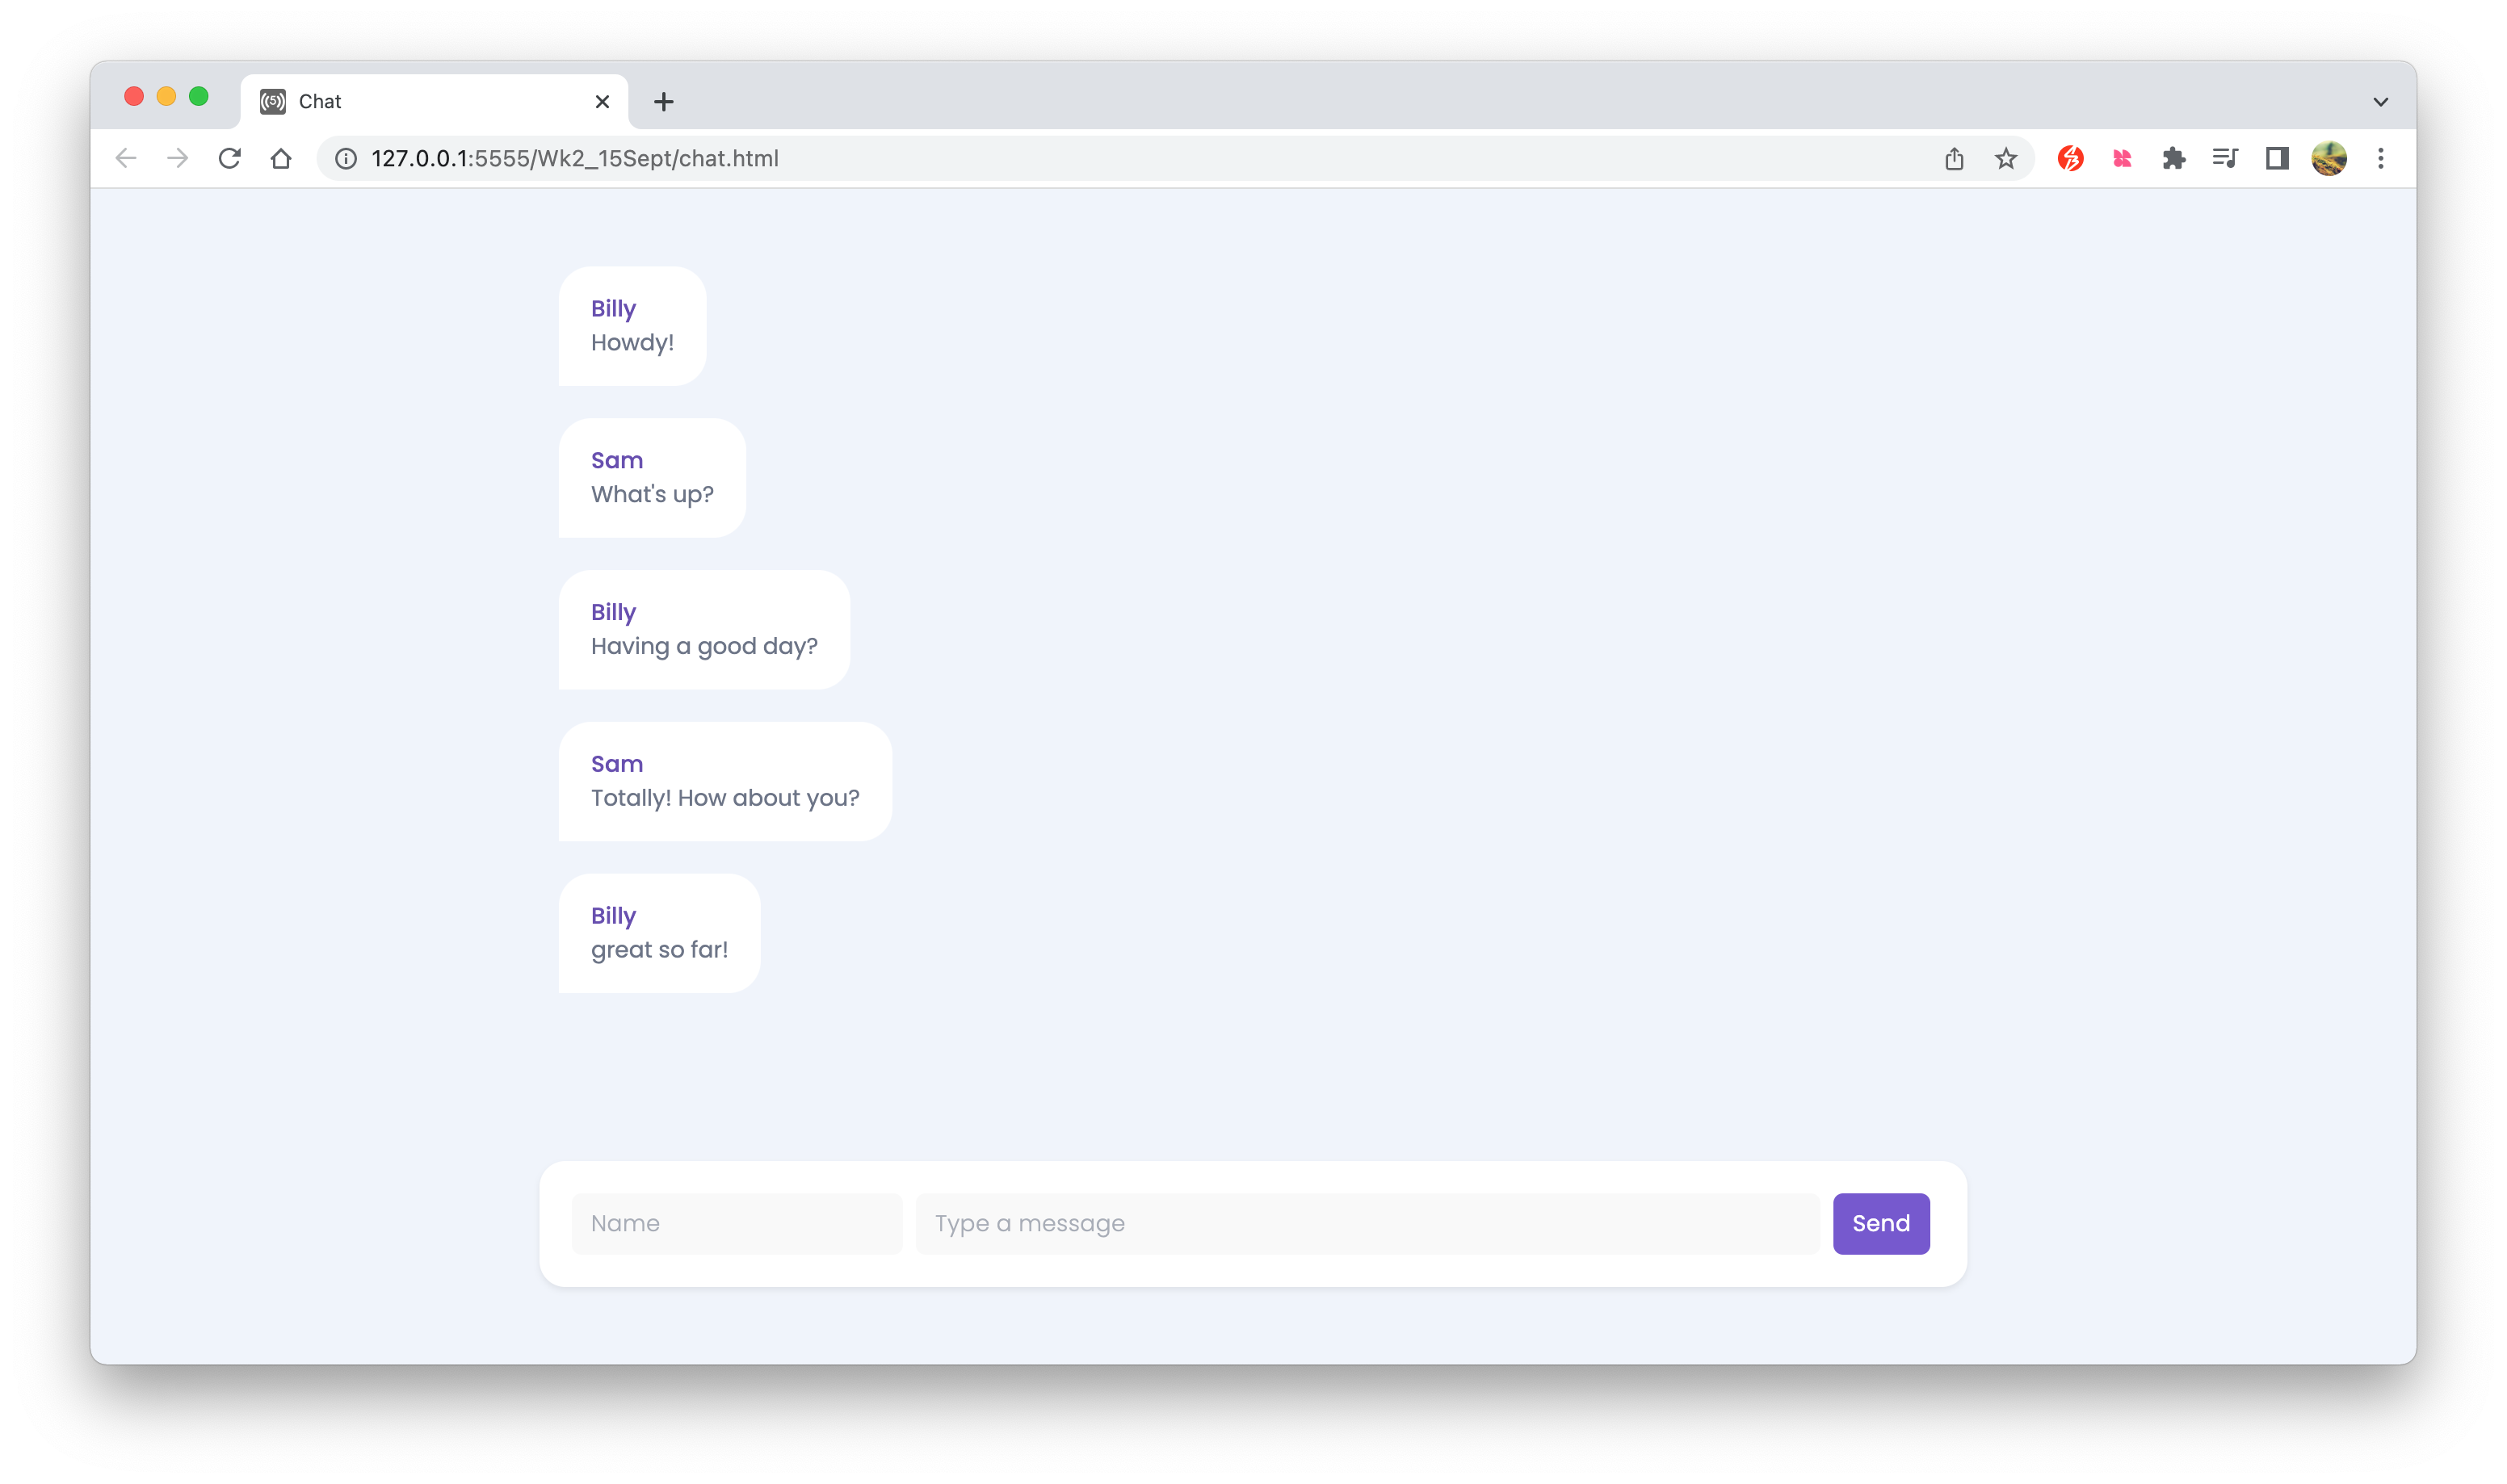 Chat
127.0.0.1:5555/Wk2_15Sept/chat.html
Billy
Howdy!
Sam
What's up?
Billy
Having a good day?
Sam
Totally! How about you?
Billy
great so far!
Name
Type a message
Send